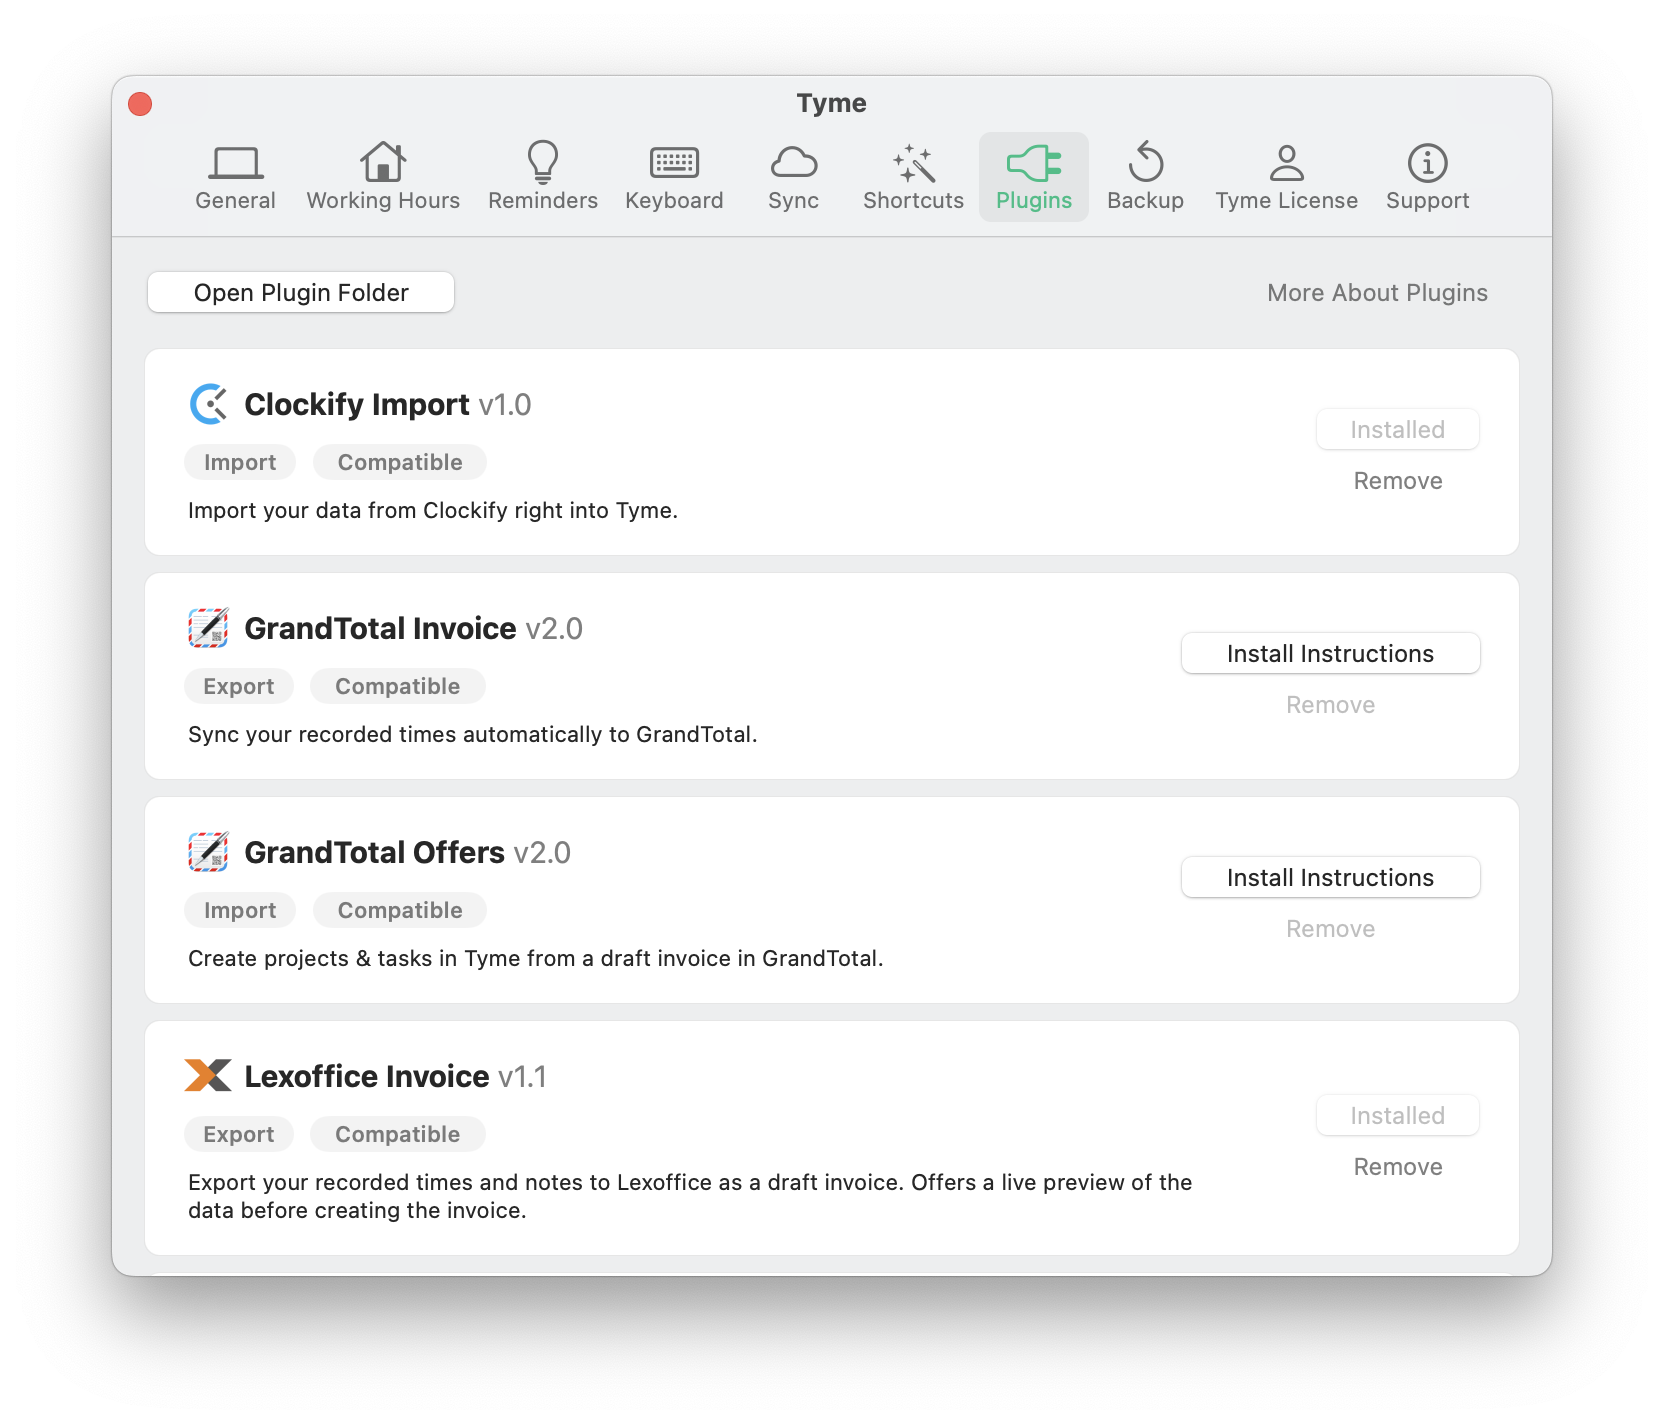 Tyme
General Working Hours Reminders Keyboard Sync Shortcuts Plugins Backup Tyme License Support
Open Plugin Folder
More About Plugins
Clockify Import v1.0
Import Compatible
Import your data from Clockify right into Tyme.
Installed
Remove
GrandTotal Invoice v2.0
Export Compatible
Sync your recorded times automatically to GrandTotal.
Install Instructions
Remove
GrandTotal Offers v2.0
Import Compatible
Create projects & tasks in Tyme from a draft invoice in GrandTotal.
Install Instructions
Remove
Lexoffice Invoice v1.1
Export Compatible
Export your recorded times and notes to Lexoffice as a draft invoice. Offers a live preview of the
data before creating the invoice.
Installed
Remove